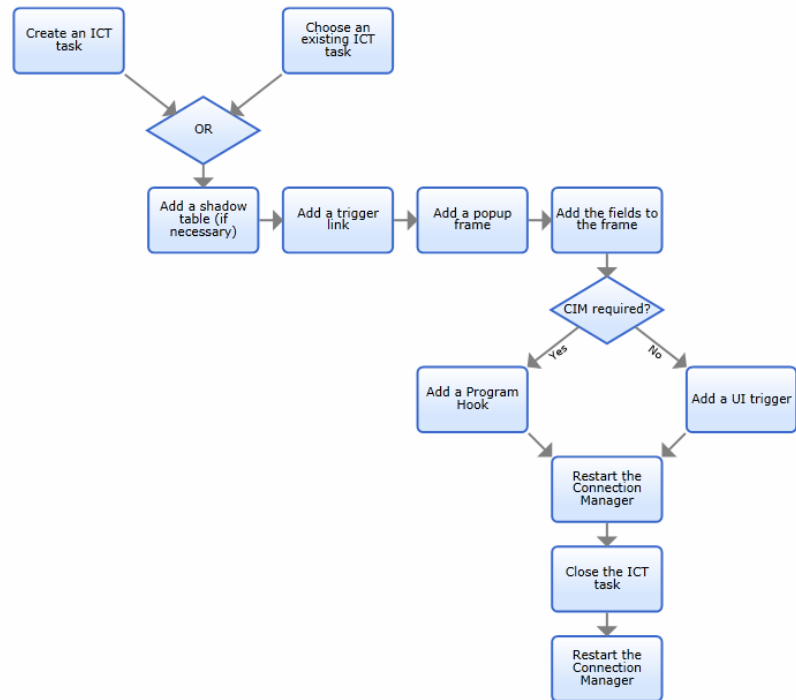 Create an ICT
task
Choose an
existing ICT
task
OR
Add a shadow
table (if
necessary)
Add a trigger
link
Add a popup
frame
Add the fields to
the frame
CIM required?
Yes
No
Add a Program
Hook
Add a UI trigger
Restart the
Connection
Manager
Close the ICT
task
Restart the
Connection
Manager